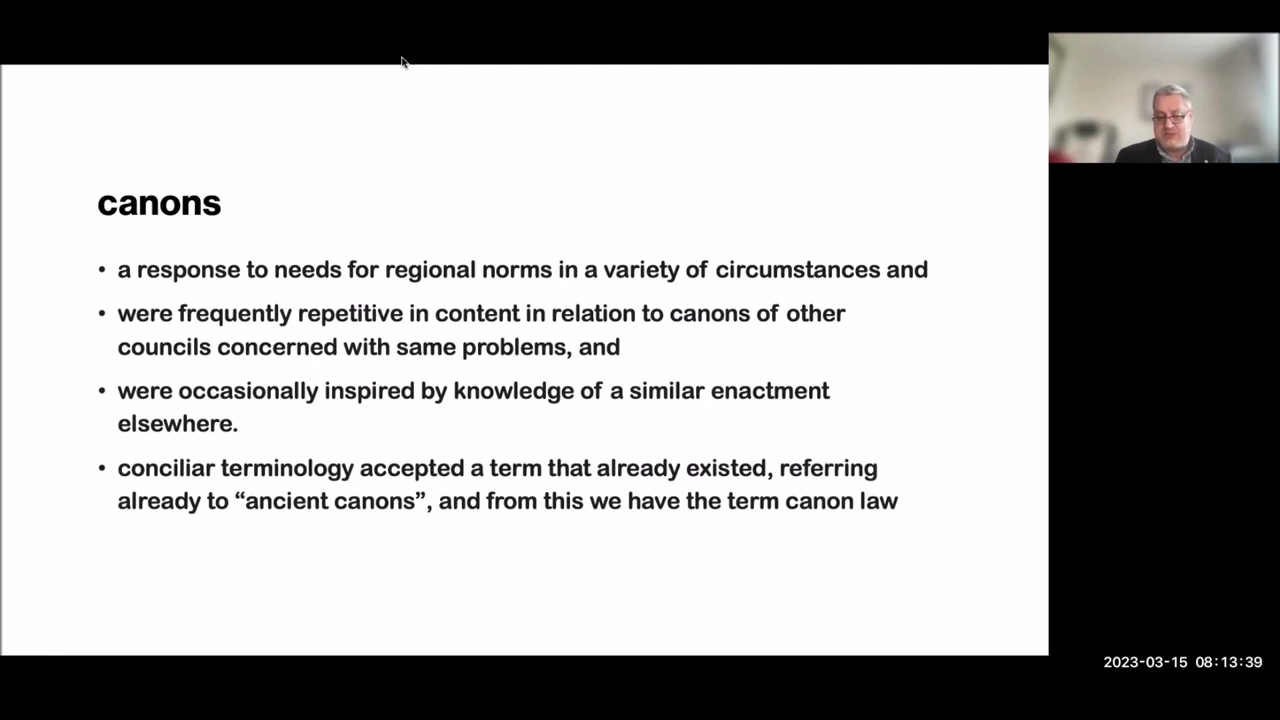 canons
• a response to needs for regional norms in a variety of circumstances and
• were frequently repetitive in content in relation to canons of other
councils concerned with same problems, and
• were occasionally inspired by knowledge of a similar enactment
elsewhere.
• conciliar terminology accepted a term that already existed, referring
already to “ancient canons”, and from this we have the term canon law
2023-03-15 08:13:39